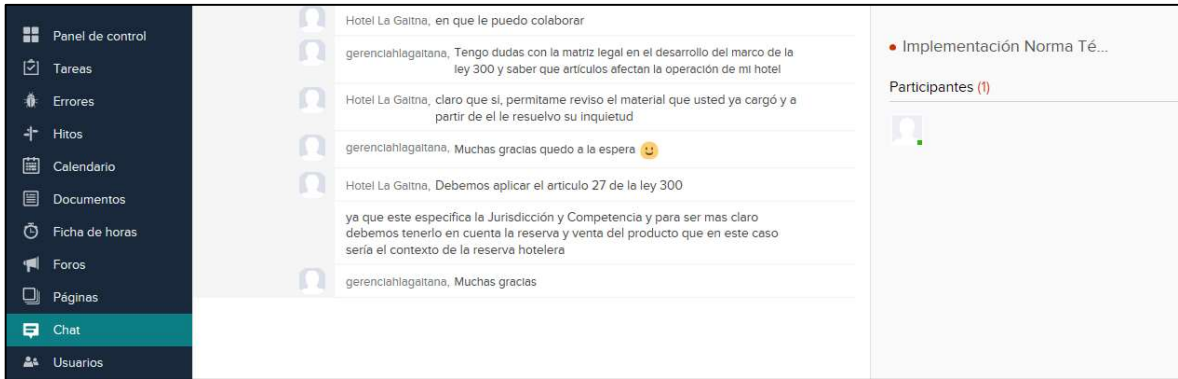 Panel de control
Tareas
Errores
Hitos
Calendario
Documentos
Ficha de horas
Foros
Páginas
Chat
Usuarios
Hotel La Gaitna, en que le puedo colaborar
gerenciahlagaitana, Tengo dudas con la matriz legal en el desarrollo del marco de la
ley 300 y saber que artículos afectan la operación de mi hotel
Hotel La Gaitna, claro que si, permitame reviso el material que usted ya cargó y a
partir de el le resuelvo su inquietud
gerenciahlagaitana, Muchas gracias quedo a la espera
Hotel La Gaitna, Debemos aplicar el articulo 27 de la ley 300
ya que este especifica la Jurisdicción y Competencia y para ser mas claro
debemos tenerlo en cuenta la reserva y venta del producto que en este caso
sería el contexto de la reserva hotelera
gerenciahlagaitana, Muchas gracias
Implementación Norma Té...
Participantes (1)